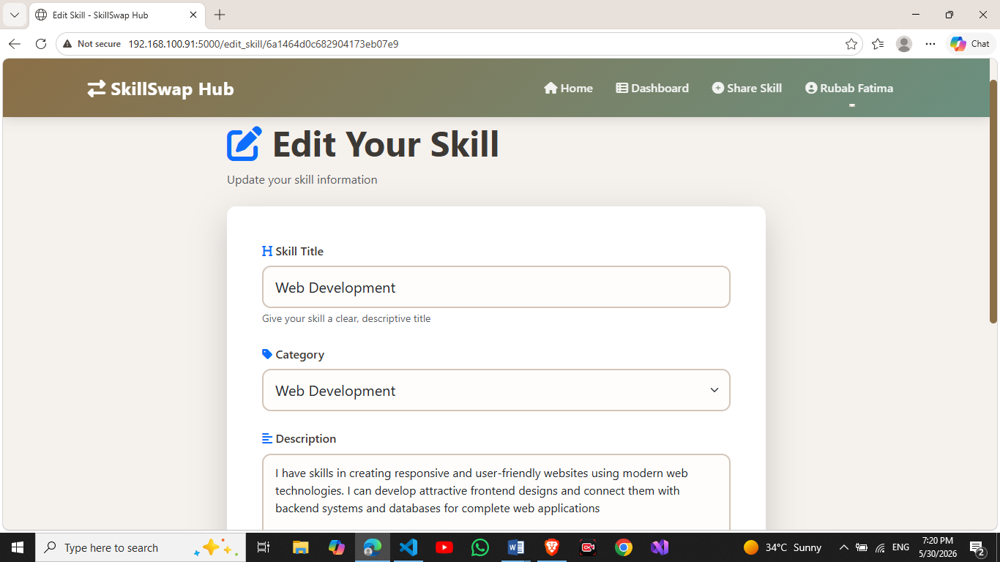 Edit Skill - SkillSwap Hub
Not secure 192.168.100.91:5000/edit_skill/6a1464d0c682904173eb07e9
Chat
SkillSwap Hub
Home
Dashboard
Share Skill
Rubab Fatima
Edit Your Skill
Update your skill information
Skill Title
Web Development
Give your skill a clear, descriptive title
Category
Web Development
Description
I have skills in creating responsive and user-friendly websites using modern web
technologies. I can develop attractive frontend designs and connect them with
backend systems and databases for complete web applications
Type here to search
34°C Sunny
ENG
7:20 PM
5/30/2026
2